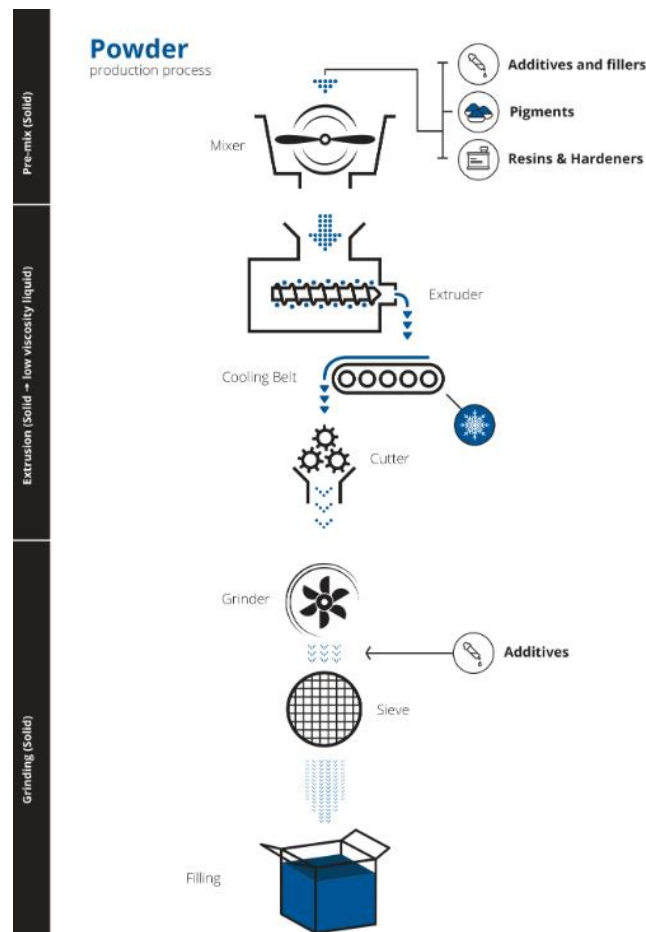 Powder
production process
Additives and fillers
Pigments
Resins & Hardeners
Mixer
Pre-mix (Solid)
Extruder
Cooling Belt
Cutter
Extrusion (Solid → low viscosity liquid)
Grinder
Additives
Sieve
Filling
Grinding (Solid)